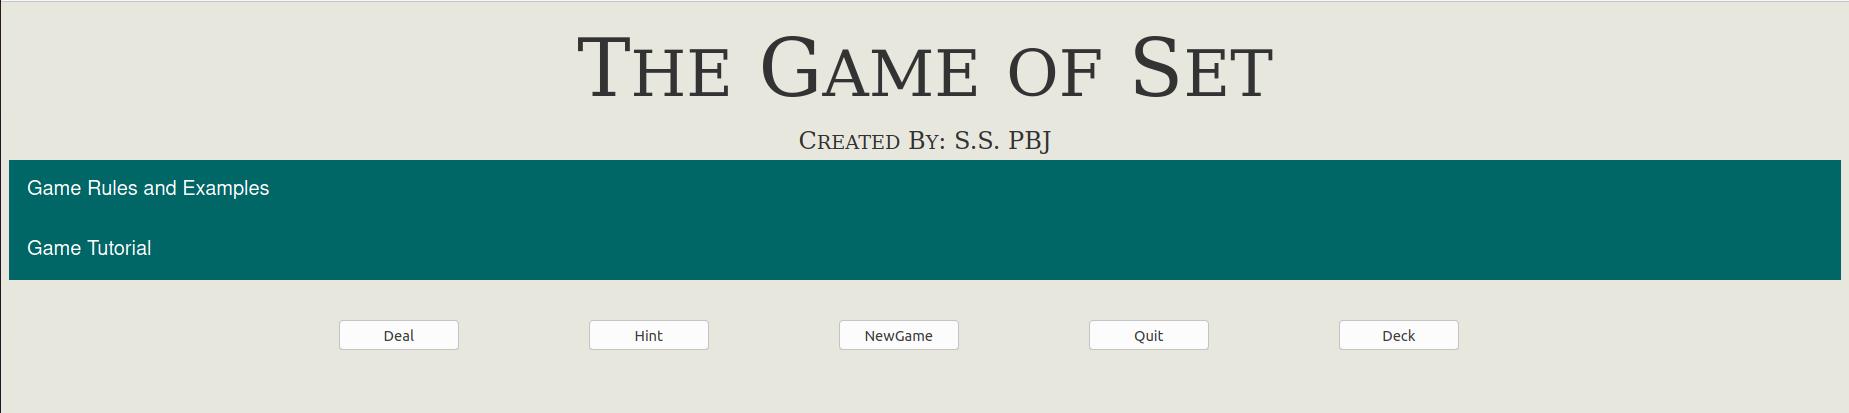 The Game of Set
Created By: S.S. PBJ
Game Rules and Examples
Game Tutorial
Deal Hint NewGame Quit Deck